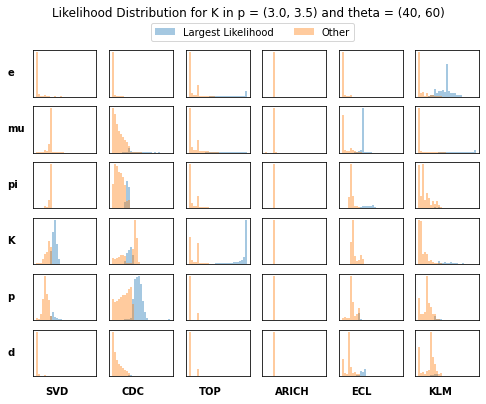 Likelihood Distribution for K in p = (3.0, 3.5) and theta = (40, 60)
Largest Likelihood Other
e
mu
pi
K
p
d
SVD CDC TOP ARICH ECL KLM